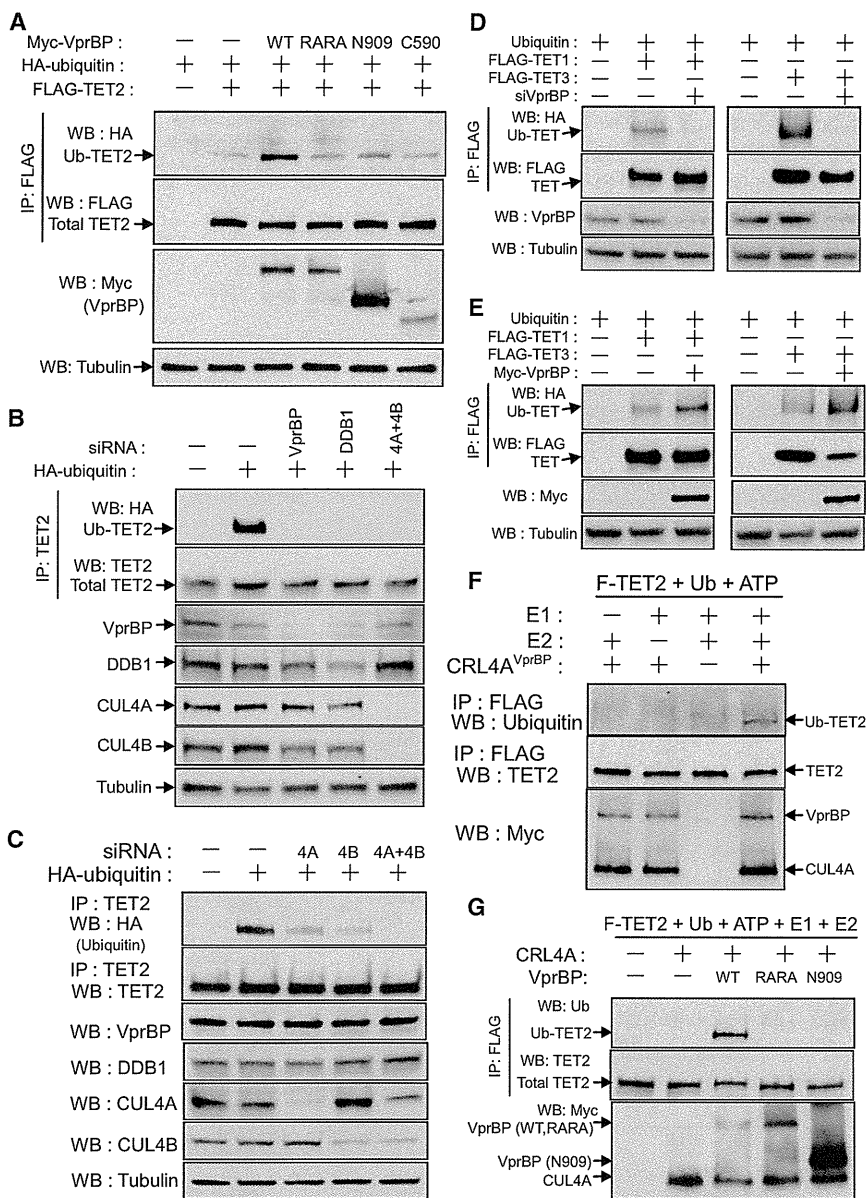 A
Myc-VprBP : — — WT RARA N909 C590
HA-ubiquitin : + + + + + +
FLAG-TET2 : — + + + + +
IP: FLAG
WB : HA
Ub-TET2
WB : FLAG
Total TET2
WB : Myc
(VprBP)
WB: Tubulin
B
siRNA : — — VprBP DDB1 4A+4B
HA-ubiquitin : — + + + +
IP: TET2
WB: HA
Ub-TET2
WB: TET2
Total TET2
VprBP
DDB1
CUL4A
CUL4B
Tubulin
C
siRNA : — — 4A 4B 4A+4B
HA-ubiquitin : — + + + +
IP : TET2
WB : HA
(Ubiquitin)
IP : TET2
WB : TET2
WB : VprBP
WB : DDB1
WB : CUL4A
WB : CUL4B
WB : Tubulin
D
Ubiquitin : + + + + + +
FLAG-TET1 : — + + — — —
FLAG-TET3 : — — — — + +
siVprBP : — — + — — +
IP: FLAG
WB: HA
Ub-TET
WB: FLAG
TET
WB : VprBP
WB : Tubulin
E
Ubiquitin : + + + + + +
FLAG-TET1 : — + + — — —
FLAG-TET3 : — — — — + +
Myc-VprBP : — — + — — +
IP: FLAG
WB: HA
Ub-TET
WB: FLAG
TET
WB : Myc
WB : Tubulin
F
F-TET2 + Ub + ATP
E1 : — + + +
E2 : + — + +
CRL4A^VprBP : + + — +
IP : FLAG
WB : Ubiquitin
Ub-TET2
IP : FLAG
WB : TET2
TET2
WB : Myc
VprBP
CUL4A
G
F-TET2 + Ub + ATP + E1 + E2
CRL4A : — + + + +
VprBP: — — WT RARA N909
IP: FLAG
WB: Ub
Ub-TET2
WB: TET2
Total TET2
WB: Myc
VprBP (WT,RARA)
VprBP (N909)
CUL4A